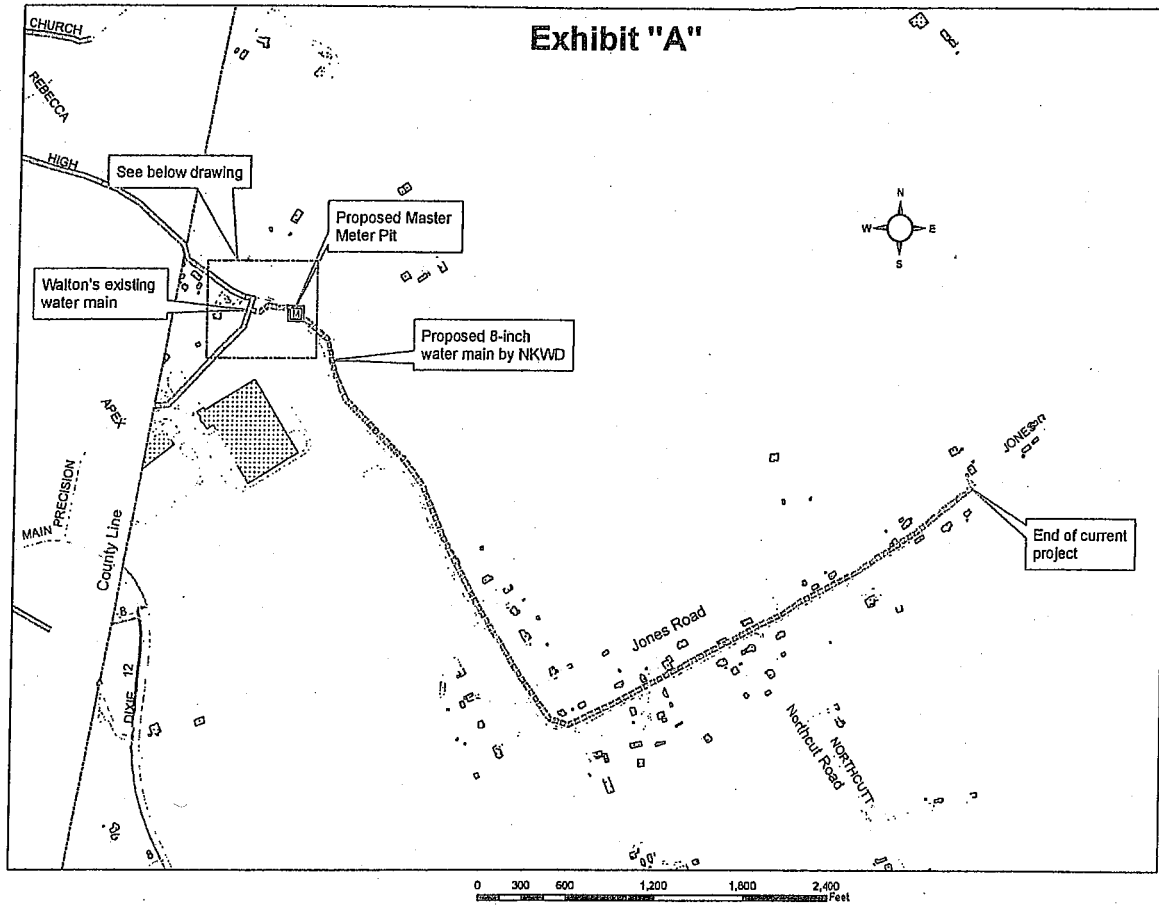 Exhibit "A"
CHURCH
REBECCA
HIGH
See below drawing
Proposed Master
Meter Pit
N
W E
S
Walton's existing
water main
M
Proposed 8-inch
water main by NKWD
APEX
PRECISION
MAIN
County Line
End of current
project
Jones Road
8
12
DIXIE
Northcut Road
NORTHCUTT
8
0 300 600 1,200 1,800 2,400
Feet